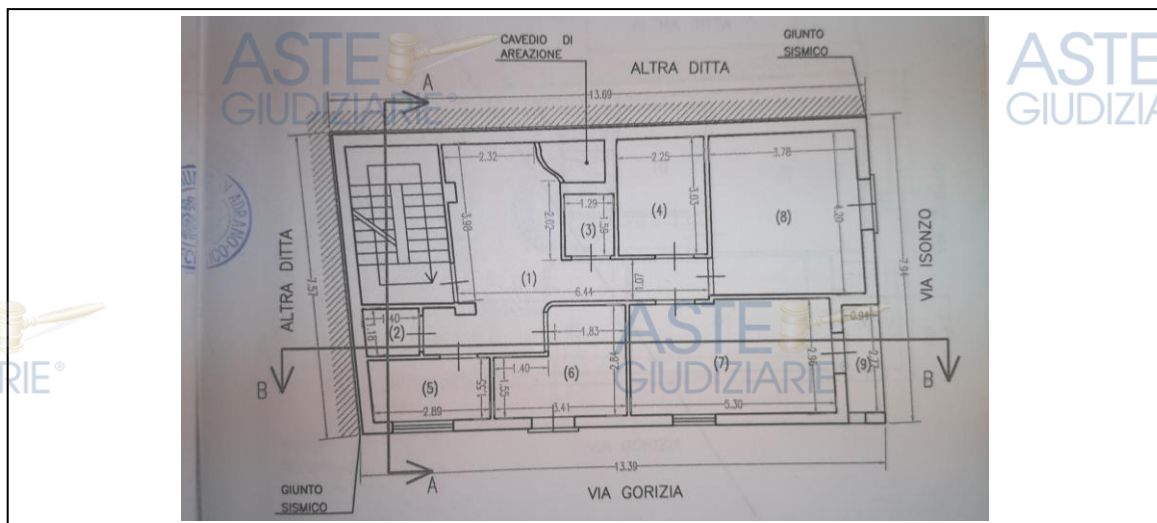 CAVEDIO DI
AREAZIONE
GIUNTO
SISMICO
ALTRA DITTA
ASTE
GIUDIZIARIE®
ASTE
GIUDIZIA
A
13.69
2.32
2.25
3.78
3.98
2.02
1.29
1.59
(3)
(4)
3.03
(8)
4.20
ALTRA DITTA
7.57
VIA ISONZO
7.94
(1)
6.44
1.07
1.40
1.18
(2)
1.83
ASTE
GIUDIZIARIE
0.91
2.77
(9)
B
B
RIE®
(5)
2.89
1.55
1.40
1.55
(6)
2.84
3.41
(7)
2.96
5.30
A
13.39
VIA GORIZIA
GIUNTO
SISMICO